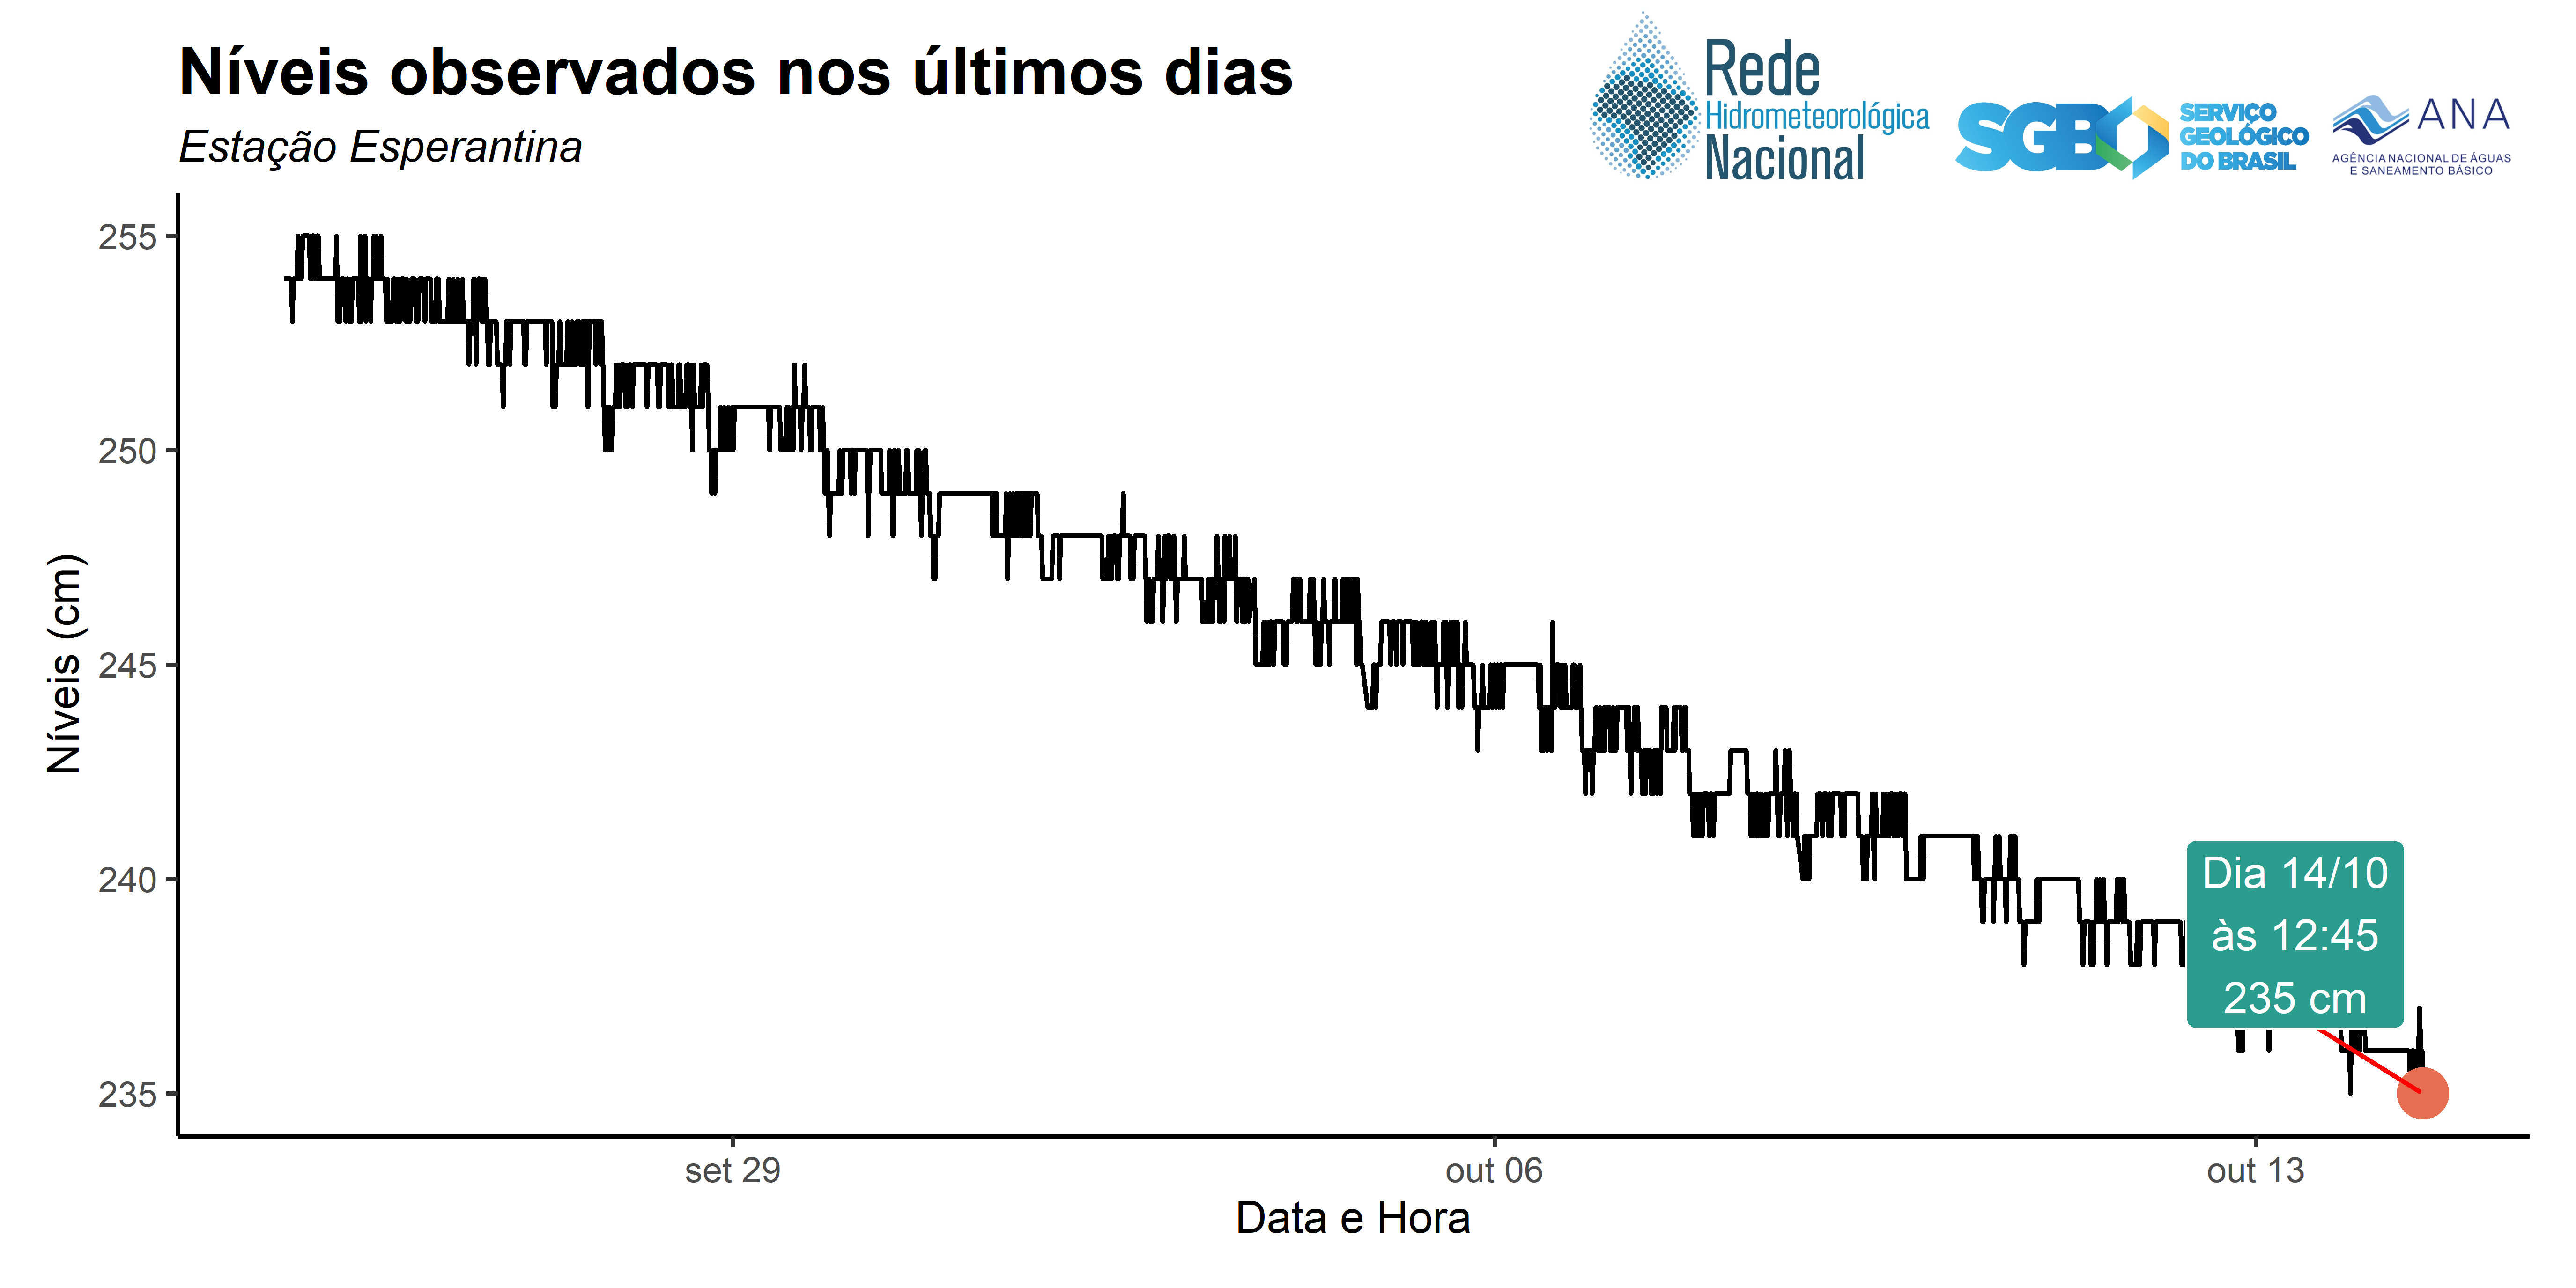 Níveis observados nos últimos dias
Estação Esperantina
Rede
Hidrometeorológica
Nacional
SGB
SERVIÇO
GEOLÓGICO
DO BRASIL
ANA
AGÊNCIA NACIONAL DE ÁGUAS
E SANEAMENTO BÁSICO
Níveis (cm)
255
250
245
240
235
Dia 14/10
às 12:45
235 cm
set 29
out 06
out 13
Data e Hora